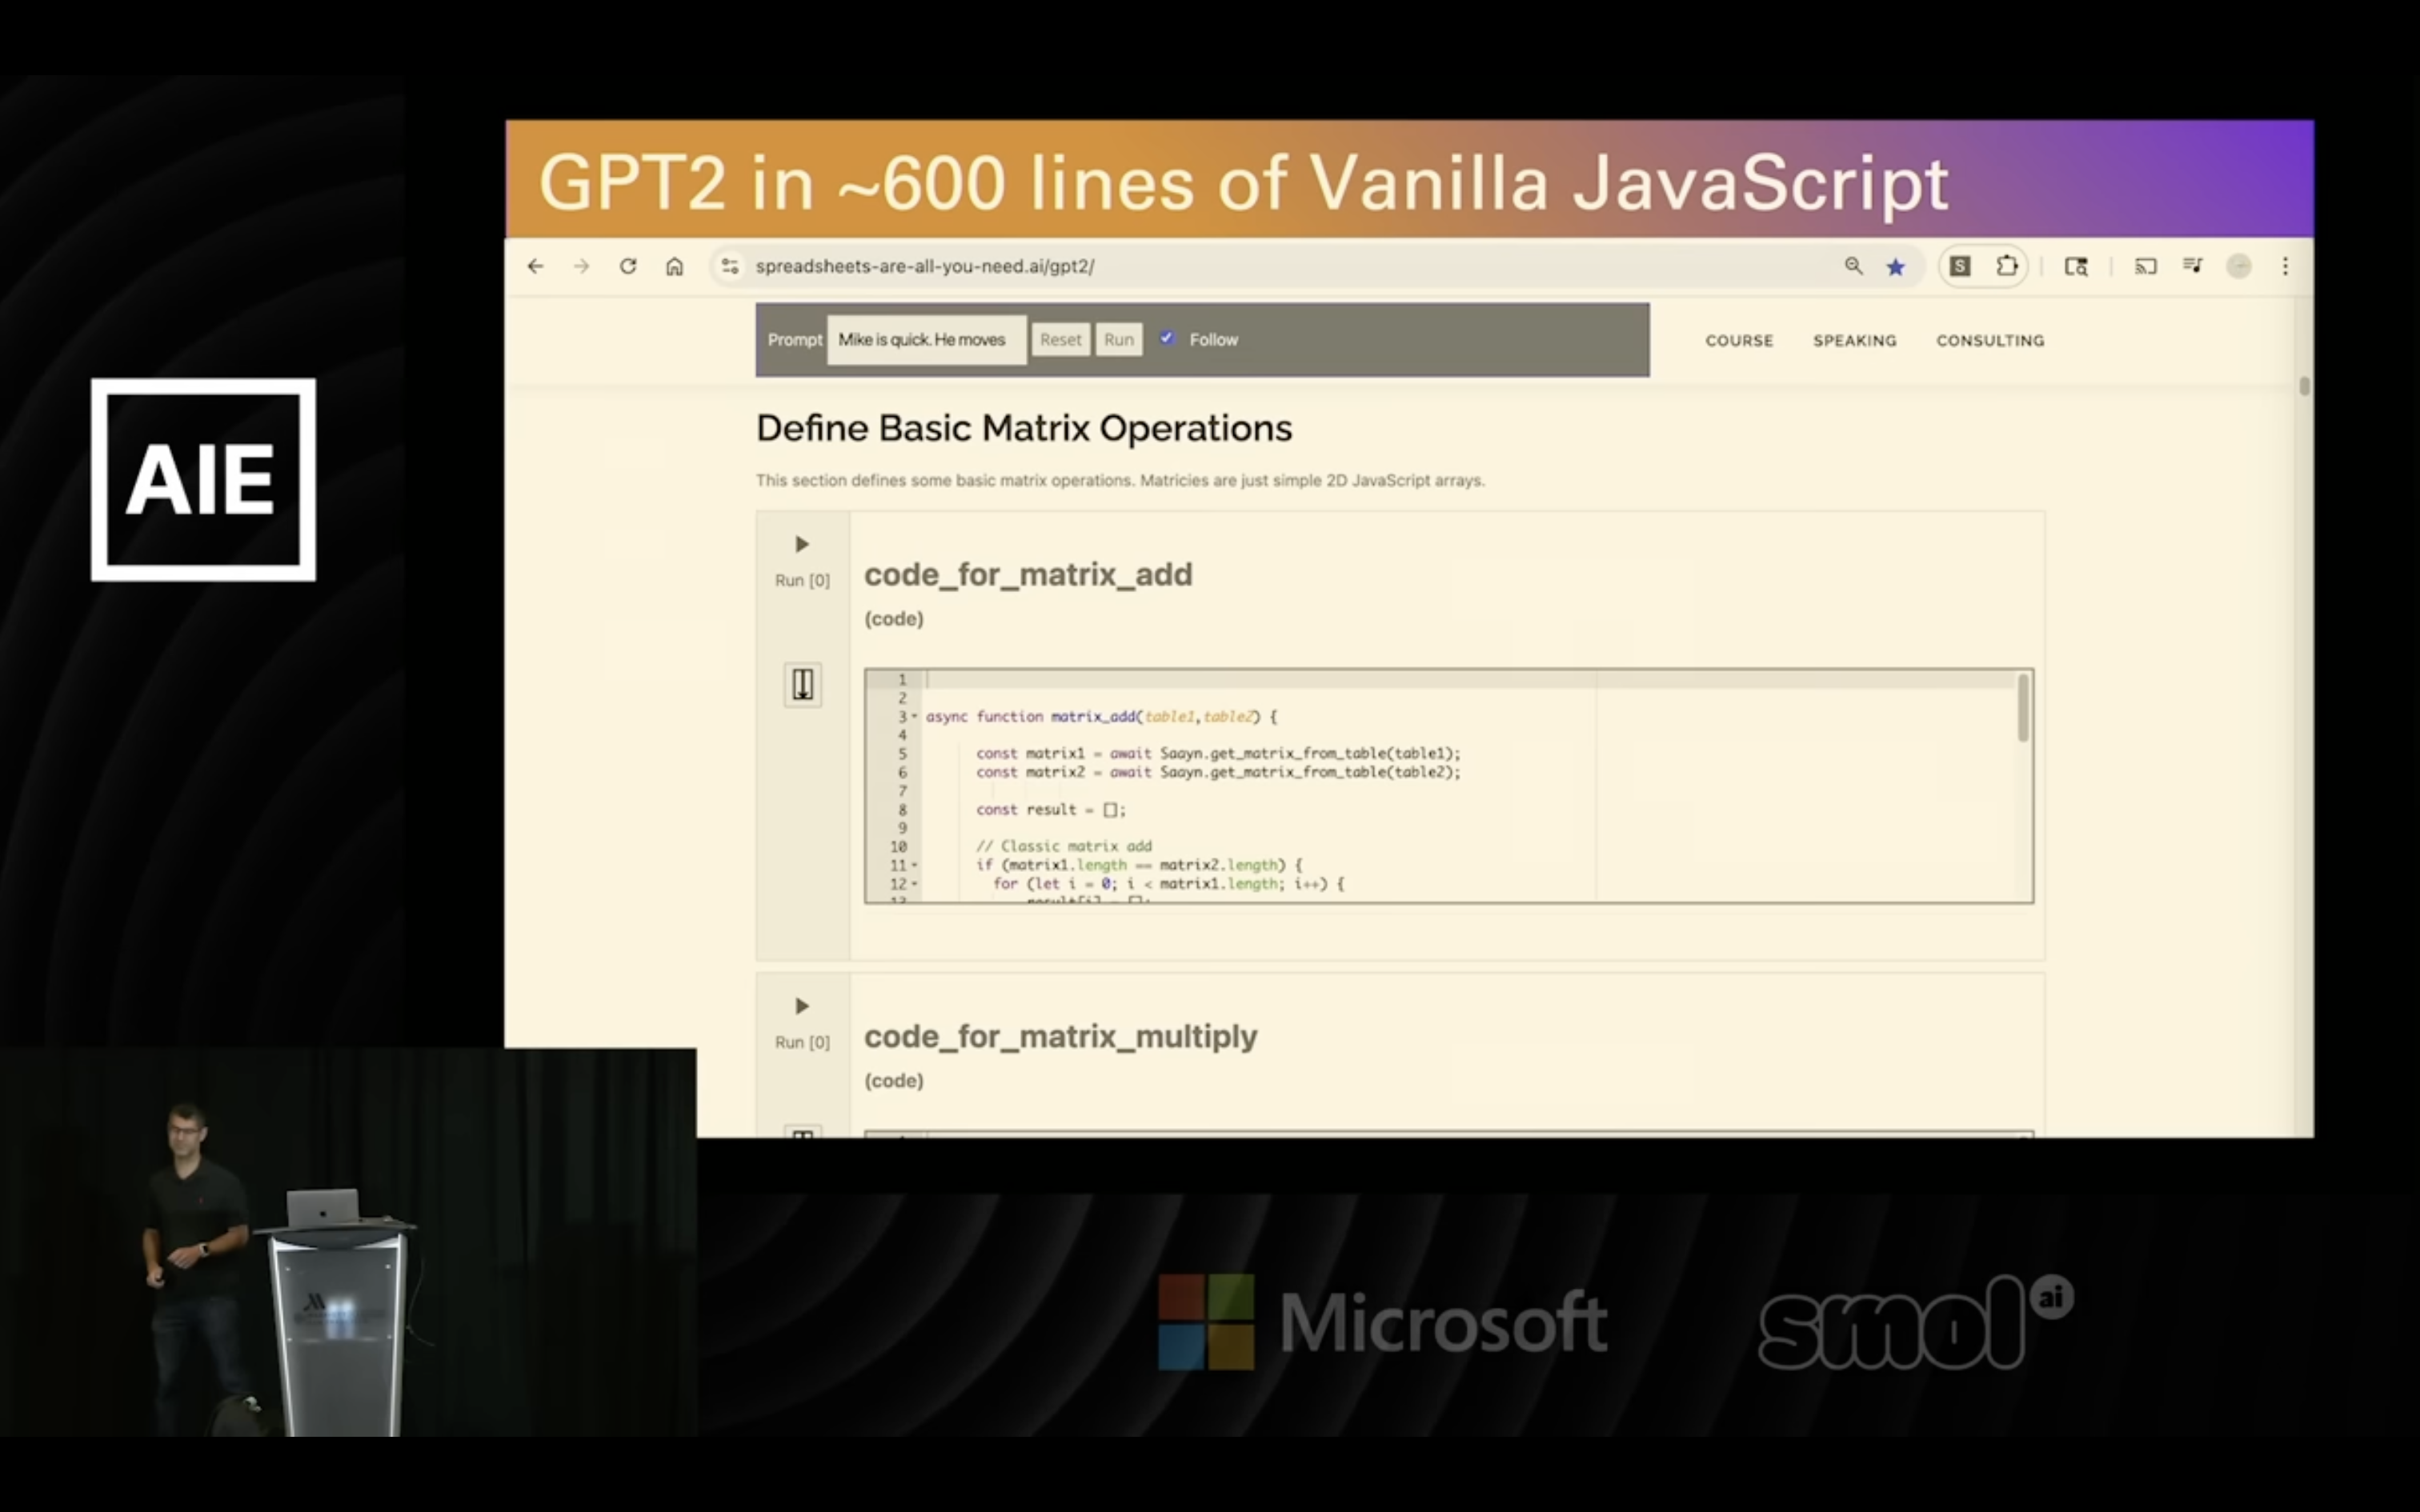 GPT2 in ~600 lines of Vanilla JavaScript
spreadsheets-are-all-you-need.ai/gpt2/
S
Prompt Mike is quick. He moves Reset Run Follow
COURSE SPEAKING CONSULTING
AIE
Define Basic Matrix Operations
This section defines some basic matrix operations. Matricies are just simple 2D JavaScript arrays.
Run [0]
code_for_matrix_add
(code)
1
2
3 async function matrix_add(table1,table2) {
4
5 const matrix1 = await Saayn.get_matrix_from_table(table1);
6 const matrix2 = await Saayn.get_matrix_from_table(table2);
7
8 const result = [];
9
10 // Classic matrix add
11 if (matrix1.length == matrix2.length) {
12 for (let i = 0; i < matrix1.length; i++) {
13 result[i] = [];
Run [0]
code_for_matrix_multiply
(code)
Microsoft
smol ai